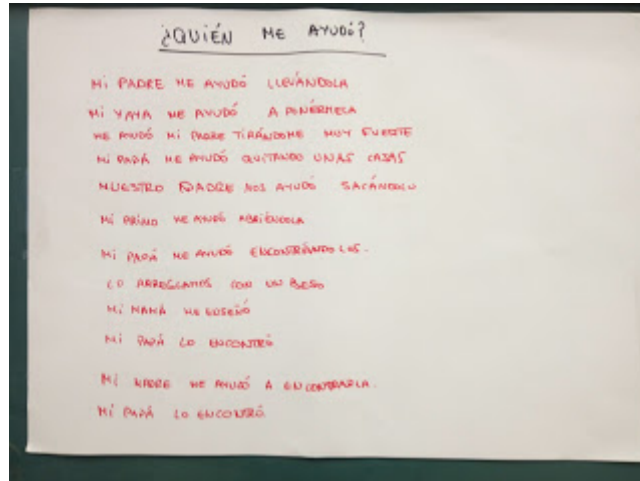 ¿QUIÉN ME AYUDÓ?
MI PADRE ME AYUDÓ LLEVÁNDOLA
MI YAYA ME AYUDÓ A PONÉRMELA
ME AYUDÓ MI PADRE TIRÁNDOME MUY FUERTE
MI PAPÁ ME AYUDÓ QUITANDO UNAS CAJAS
NUESTRO PADRE NOS AYUDÓ SACÁNDOLO
MI PRIMO ME AYUDÓ ABRIÉNDOLA
MI PAPÁ ME AYUDÓ ENCONTRÁNDOLOS.
LO ARREGLAMOS CON UN BESO
MI MAMÁ ME ENSEÑÓ
MI PAPÁ LO ENCONTRÓ
MI MADRE ME AYUDÓ A ENCONTRARLA.
MI PAPÁ LO ENCONTRÓ